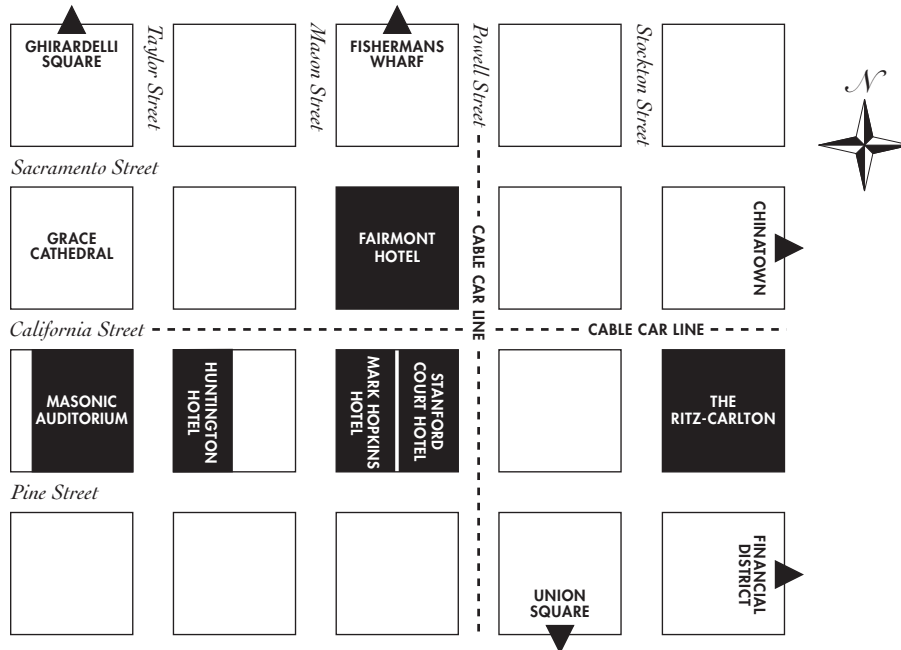 GHIRARDELLI
SQUARE
Taylor Street
Mason Street
FISHERMANS
WHARF
Powell Street
Stockton Street
N
Sacramento Street
GRACE
CATHEDRAL
FAIRMONT
HOTEL
CABLE CAR LINE
CHINATOWN
California Street
CABLE CAR LINE
MASONIC
AUDITORIUM
HUNTINGTON
HOTEL
MARK HOPKINS
HOTEL
STANFORD
COURT HOTEL
THE
RITZ-CARLTON
Pine Street
UNION
SQUARE
FINANCIAL
DISTRICT